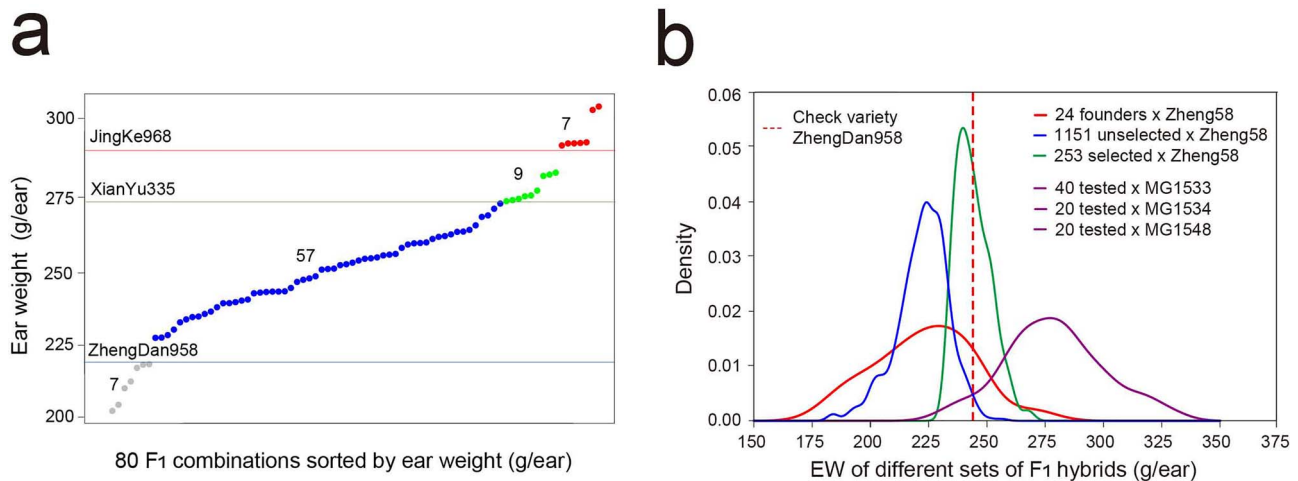 a
Ear weight (g/ear)
300
275
250
225
200
JingKe968
XianYu335
ZhengDan958
7
9
57
7
80 F1 combinations sorted by ear weight (g/ear)
b
Density
0.06
0.05
0.04
0.03
0.02
0.01
0.00
Check variety
ZhengDan958
24 founders x Zheng58
1151 unselected x Zheng58
253 selected x Zheng58
40 tested x MG1533
20 tested x MG1534
20 tested x MG1548
150 175 200 225 250 275 300 325 350 375
EW of different sets of F1 hybrids (g/ear)